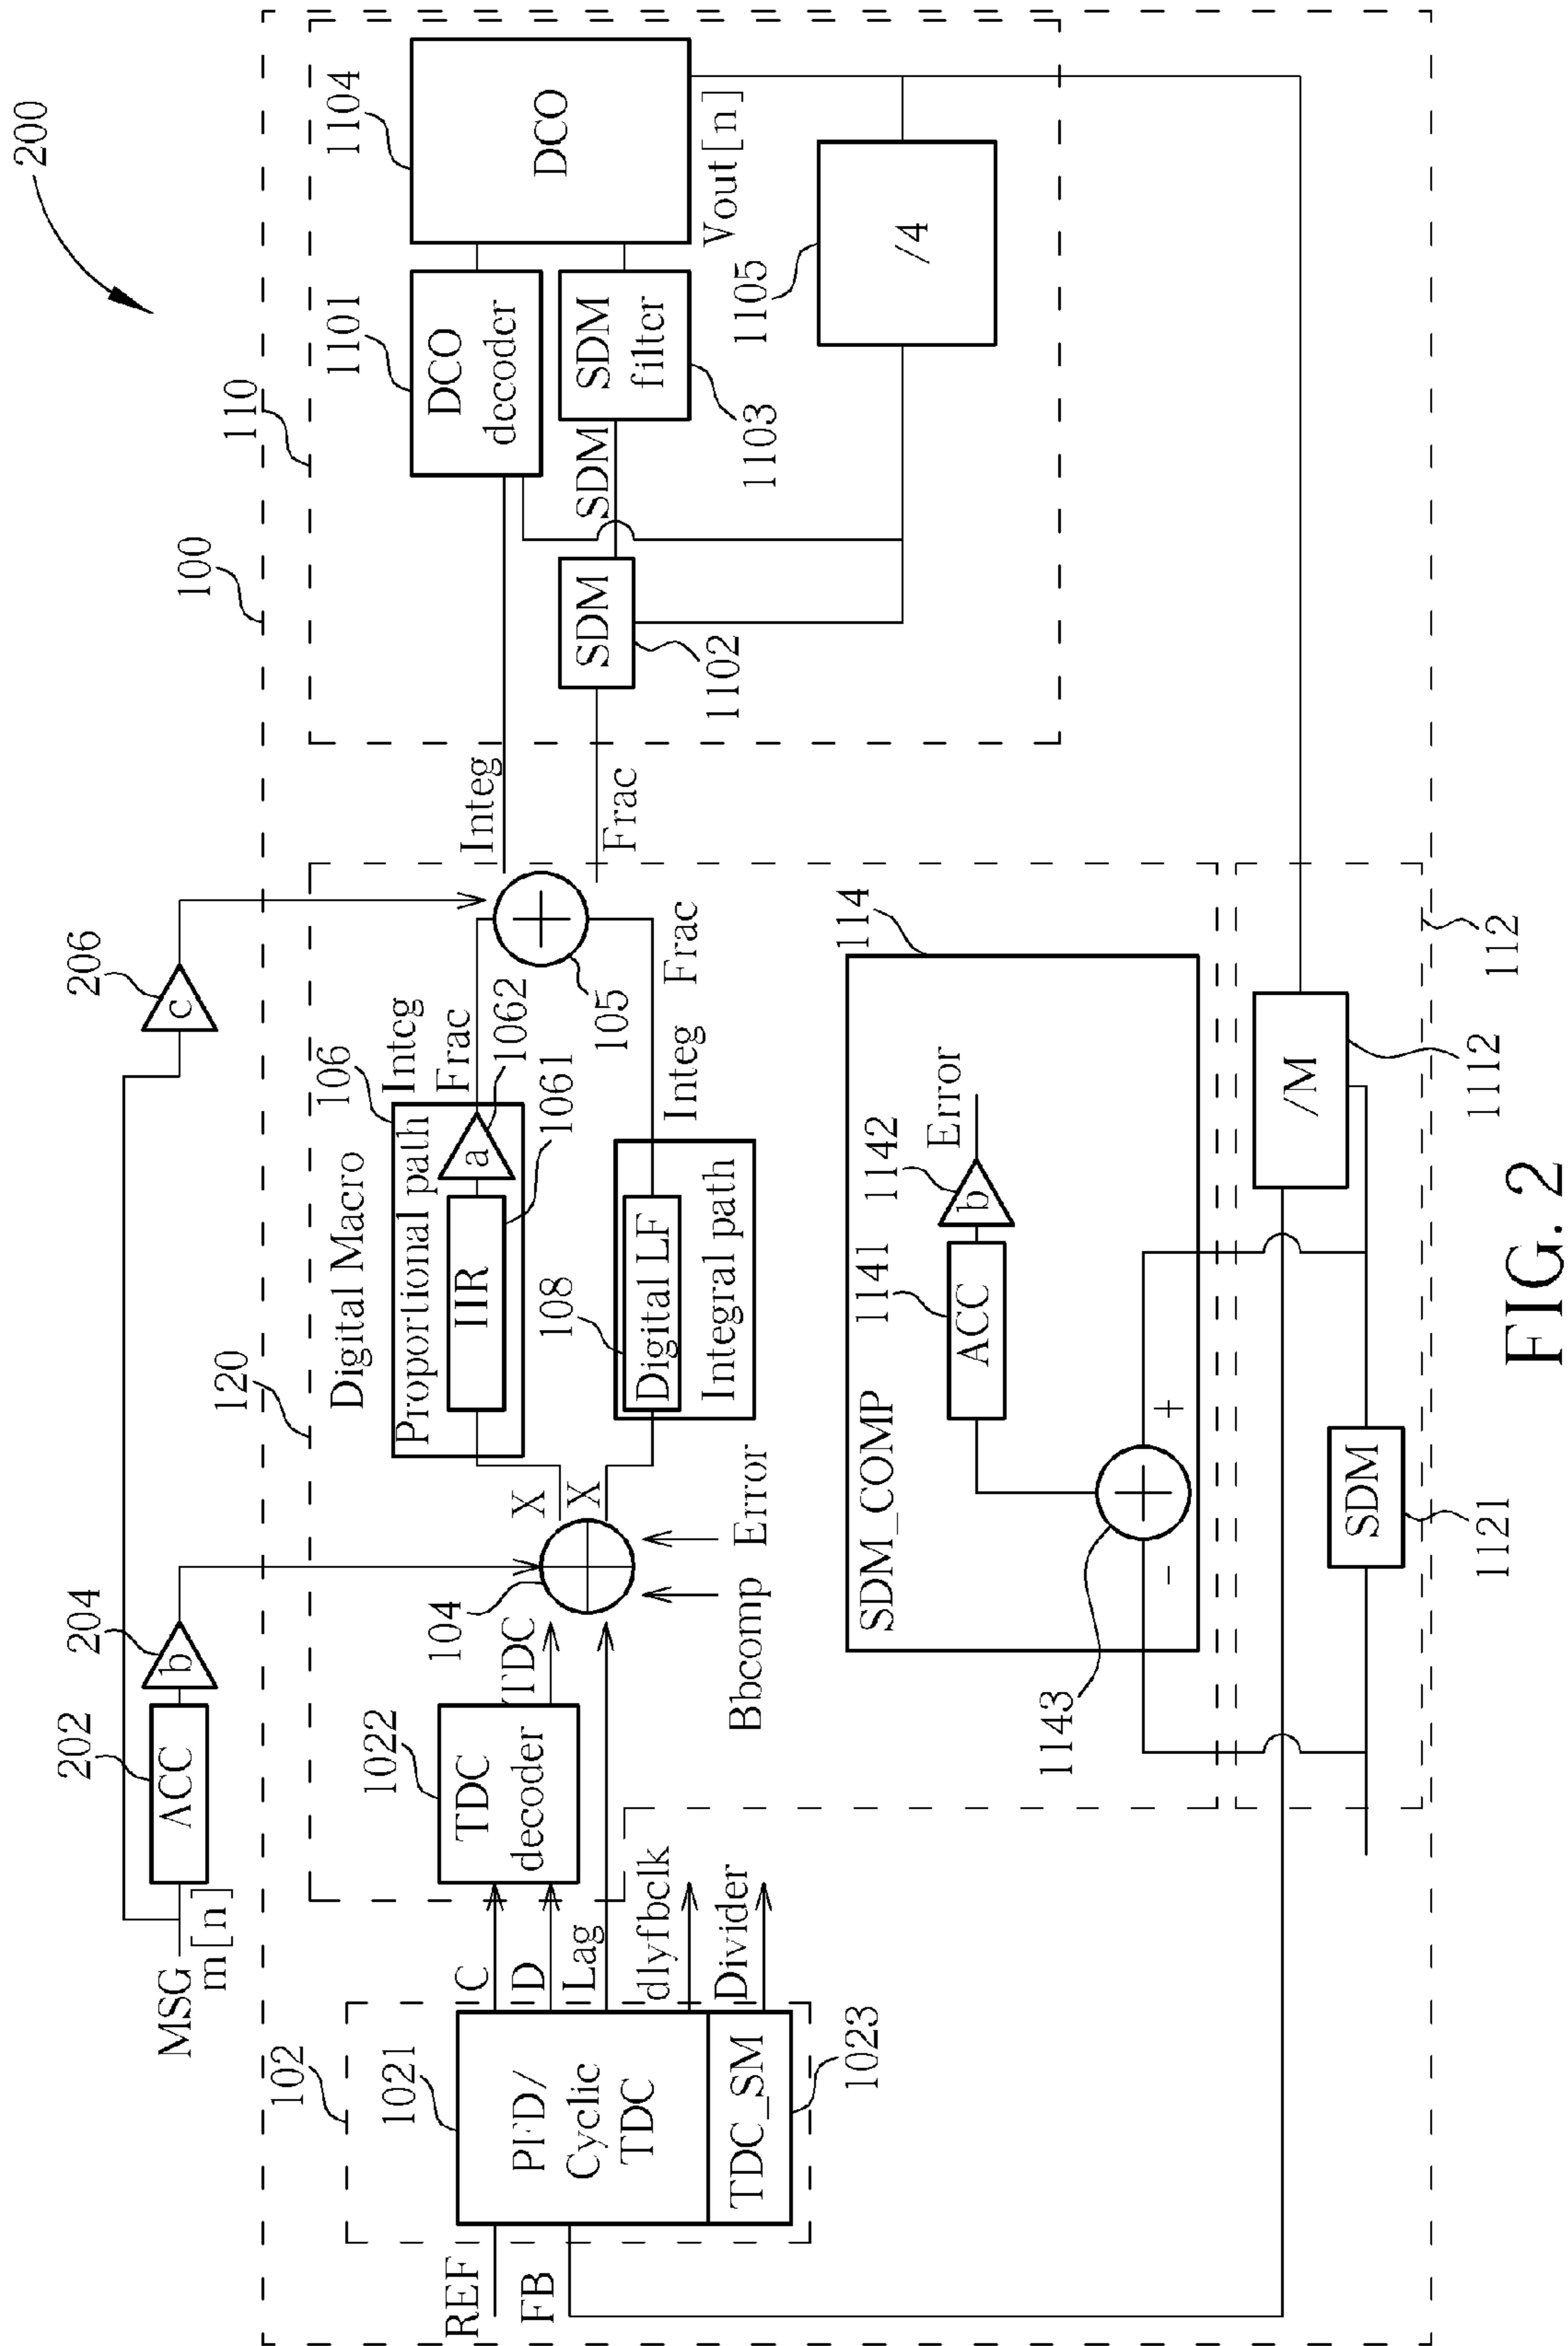 200
100
110
1101
DCO
decoder
1104
DCO
Vout[n]
SDM
filter
1103
SDM
SDM
1102
1105
/4
Integ
Frac
206
c
202
ACC
204
b
MSG
m[n]
120
Digital Macro
106
Proportional path
IIR
a
1061
1062
Integ
Frac
105
108
Digital LF
Integral path
Integ Frac
X
X
104
Bbcomp
Error
TDC
1022
TDC
decoder
102
1021
PFD/
Cyclic
TDC
TDC_SM
1023
REF
FB
C
D
Lag
dlyfbclk
Divider
114
SDM_COMP
1141
ACC
1142
b
Error
1143
-
+
112
/M
1112
SDM
1121
FIG. 2